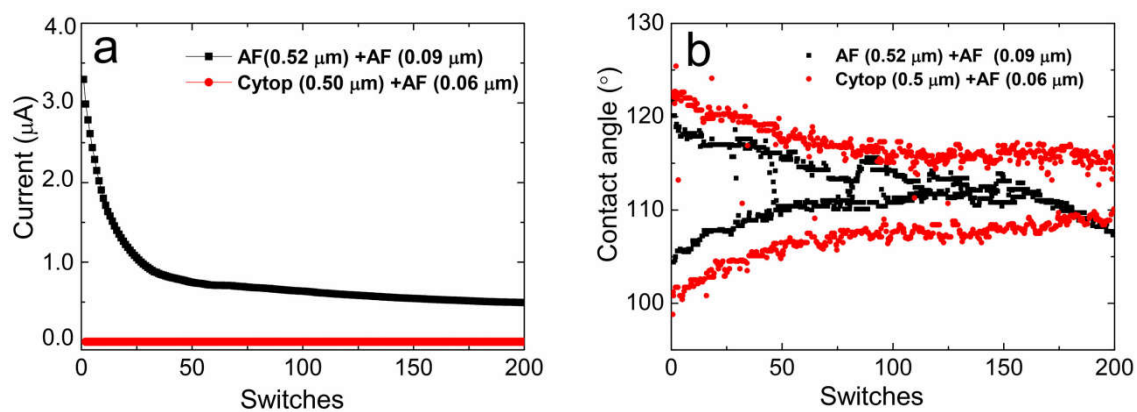 a
AF(0.52 μm) +AF (0.09 μm)
Cytop (0.50 μm) +AF (0.06 μm)
Current (μA)
4.0
3.0
2.0
1.0
0.0
0
50
100
150
200
Switches
b
AF (0.52 μm) +AF (0.09 μm)
Cytop (0.5 μm) +AF (0.06 μm)
Contact angle (°)
130
120
110
100
95
0
50
100
150
200
Switches